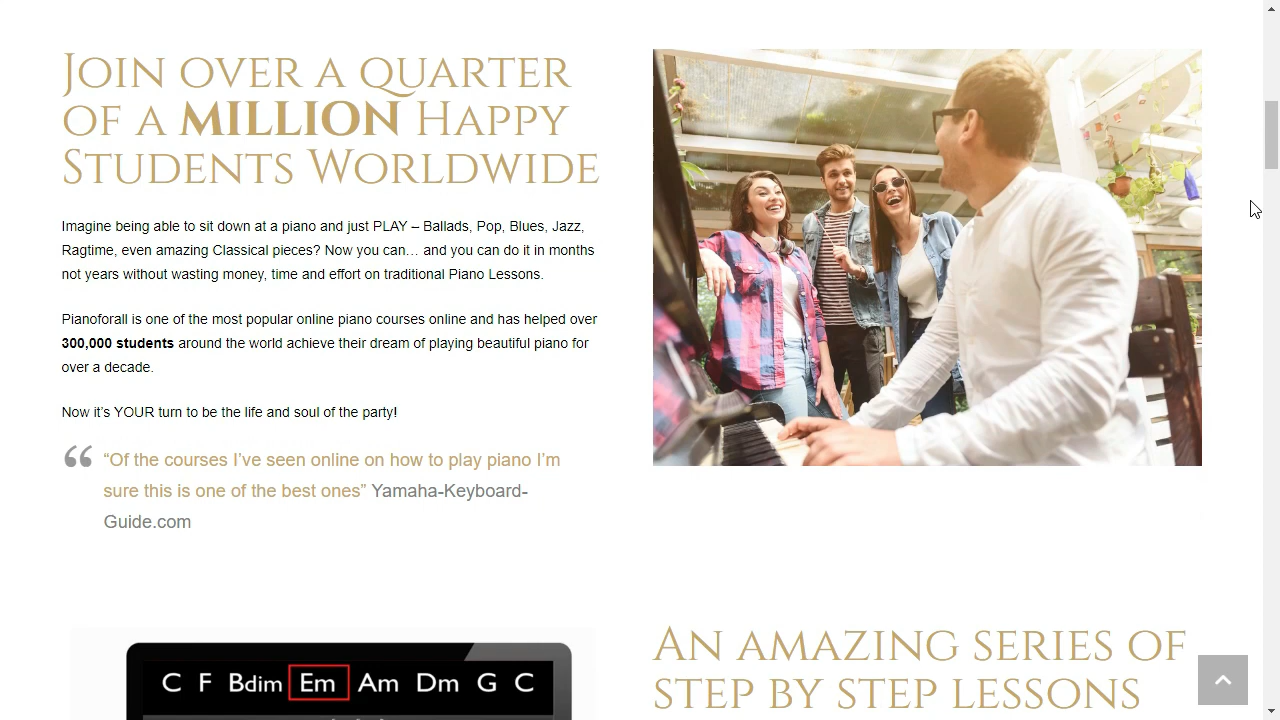 Join over a quarter
of a MILLION Happy
Students Worldwide
Imagine being able to sit down at a piano and just PLAY – Ballads, Pop, Blues, Jazz,
Ragtime, even amazing Classical pieces? Now you can… and you can do it in months
not years without wasting money, time and effort on traditional Piano Lessons.
Pianoforall is one of the most popular online piano courses online and has helped over
300,000 students around the world achieve their dream of playing beautiful piano for
over a decade.
Now it’s YOUR turn to be the life and soul of the party!
“Of the courses I’ve seen online on how to play piano I’m
sure this is one of the best ones” Yamaha-Keyboard-
Guide.com
C F Bdim Em Am Dm G C
An amazing series of
step by step lessons